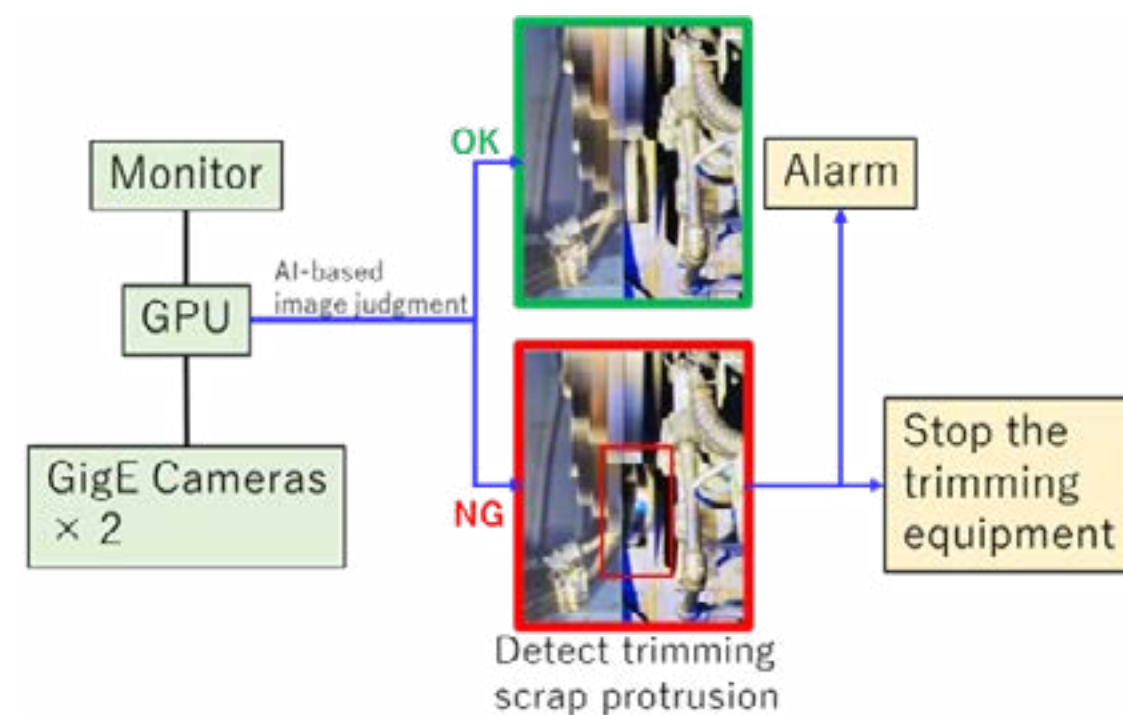 OK
Monitor
Alarm
AI-based
image judgment
GPU
GigE Cameras
× 2
NG
Stop the
trimming
equipment
Detect trimming
scrap protrusion